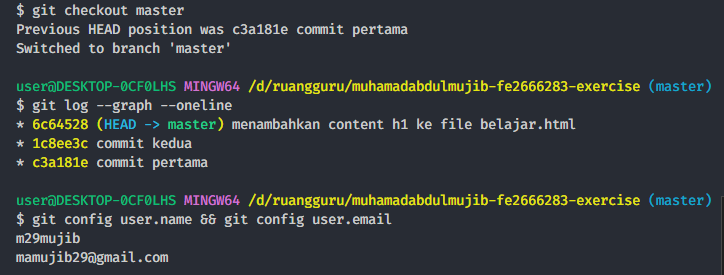 $ git checkout master
Previous HEAD position was c3a181e commit pertama
Switched to branch 'master'
user@DESKTOP-0CF0LHS MINGW64 /d/ruangguru/muhamadabdulmujib-fe2666283-exercise (master)
$ git log --graph --oneline
* 6c64528 (HEAD -> master) menambahkan content h1 ke file belajar.html
* 1c8ee3c commit kedua
* c3a181e commit pertama
user@DESKTOP-0CF0LHS MINGW64 /d/ruangguru/muhamadabdulmujib-fe2666283-exercise (master)
$ git config user.name && git config user.email
m29mujib
mamujib29@gmail.com